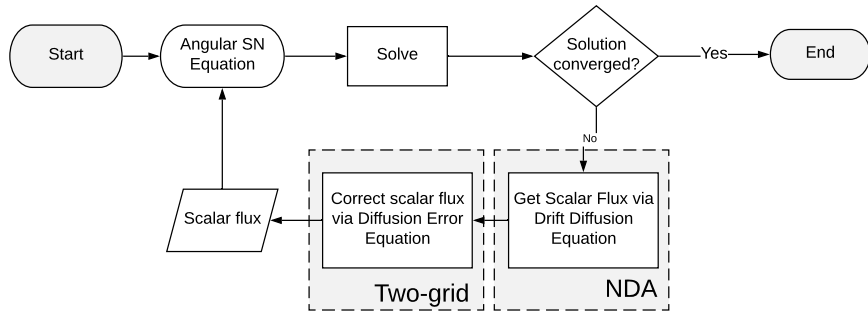 Start
Angular SN
Equation
Solve
Solution
converged?
Yes
End
No
Scalar flux
Correct scalar flux
via Diffusion Error
Equation
Get Scalar Flux via
Drift Diffusion
Equation
Two-grid
NDA